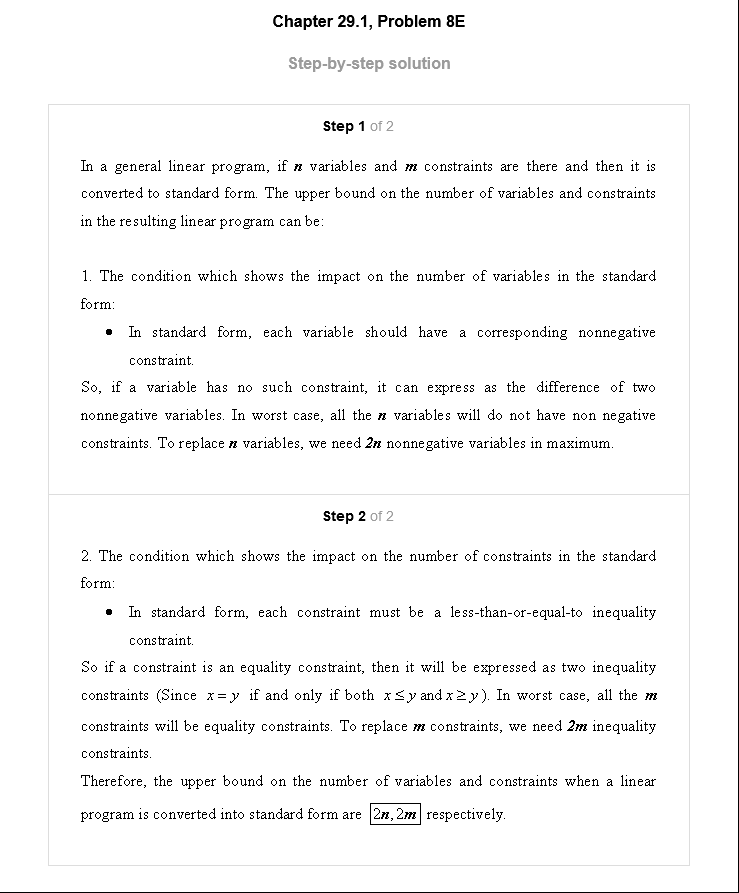 Chapter 29.1, Problem 8E
Step-by-step solution
Step 1 of 2
In a general linear program, if n variables and m constraints are there and then it is
converted to standard form. The upper bound on the number of variables and constraints
in the resulting linear program can be:
1. The condition which shows the impact on the number of variables in the standard
form:
• In standard form, each variable should have a corresponding nonnegative
constraint.
So, if a variable has no such constraint, it can express as the difference of two
nonnegative variables. In worst case, all the n variables will do not have non negative
constraints. To replace n variables, we need 2n nonnegative variables in maximum.
Step 2 of 2
2. The condition which shows the impact on the number of constraints in the standard
form:
• In standard form, each constraint must be a less-than-or-equal-to inequality
constraint.
So if a constraint is an equality constraint, then it will be expressed as two inequality
constraints (Since x = y if and only if both x ≤ y and x ≥ y). In worst case, all the m
constraints will be equality constraints. To replace m constraints, we need 2m inequality
constraints.
Therefore, the upper bound on the number of variables and constraints when a linear
program is converted into standard form are 2n, 2m respectively.